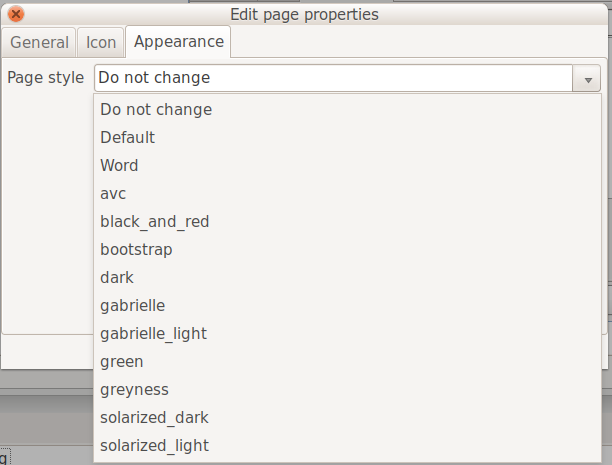 Edit page properties
General Icon Appearance
Page style Do not change
Do not change
Default
Word
avc
black_and_red
bootstrap
dark
gabrielle
gabrielle_light
green
greyness
solarized_dark
solarized_light